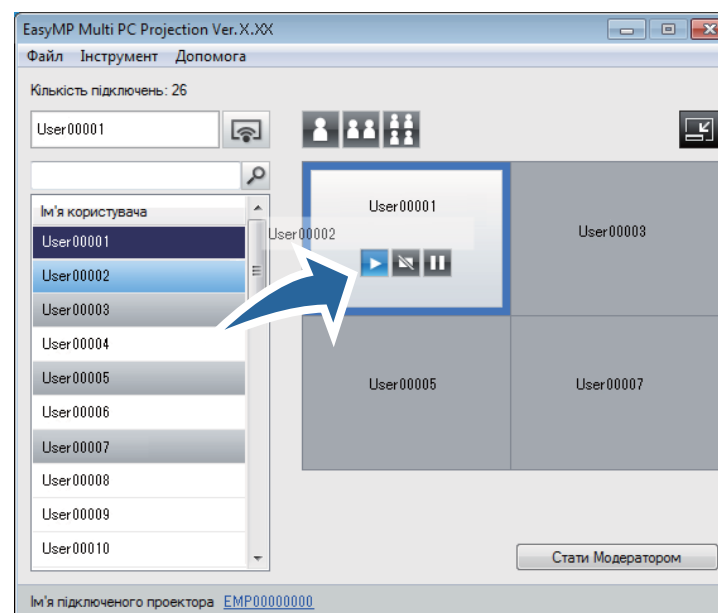 EasyMP Multi PC Projection Ver.X.XX
Файл Інструмент Допомога
Кількість підключень: 26
User00001
Ім'я користувача
User00001
User00002
User00003
User00004
User00005
User00006
User00007
User00008
User00009
User00010
User00002
User00001
User00003
User00005
User00007
Стати Модератором
Ім'я підключеного проектора EMP00000000